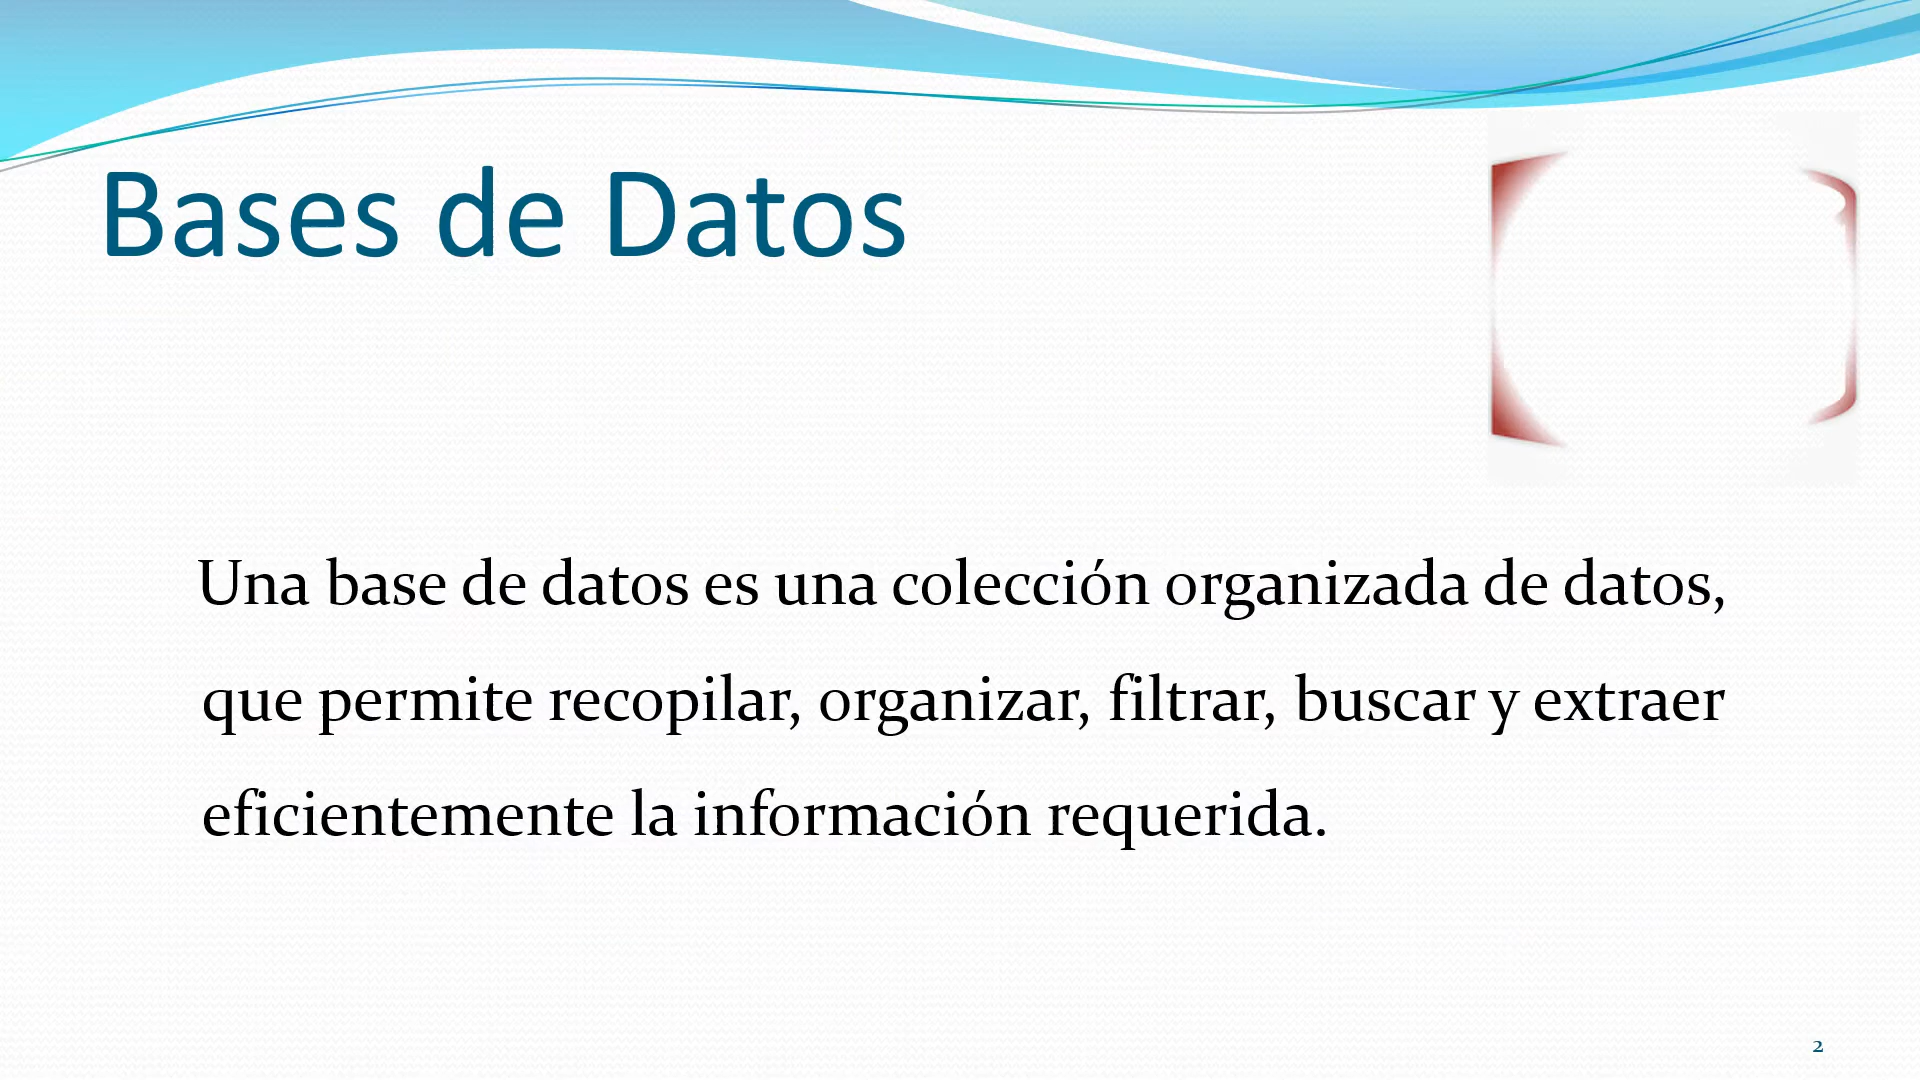 Bases de Datos
Una base de datos es una colección organizada de datos,
que permite recopilar, organizar, filtrar, buscar y extraer
eficientemente la información requerida.
2